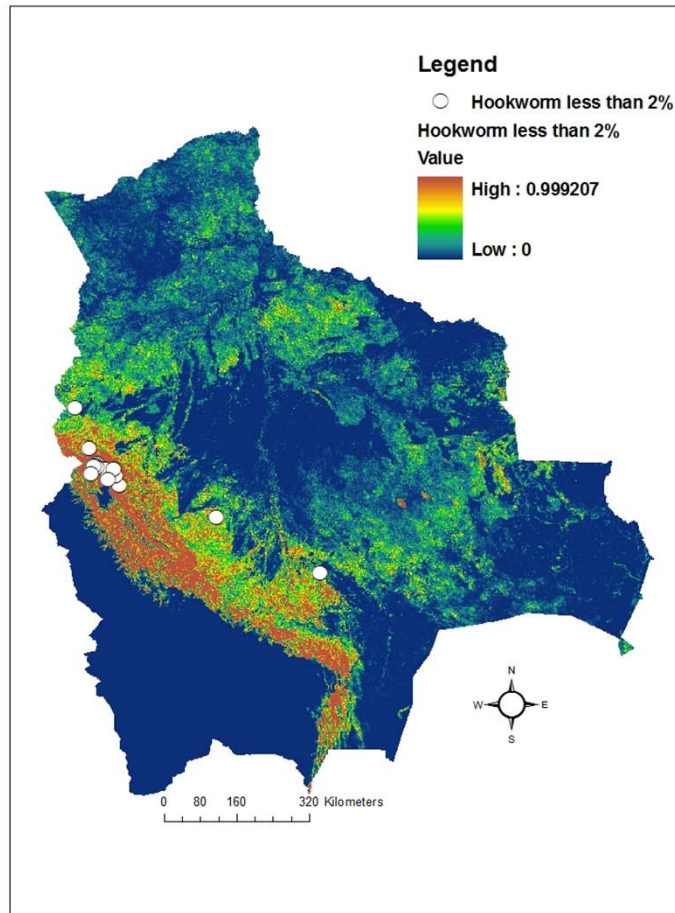 Legend
Hookworm less than 2%
Hookworm less than 2%
Value
High : 0.999207
Low : 0
N
W E
S
0 80 160 320 Kilometers